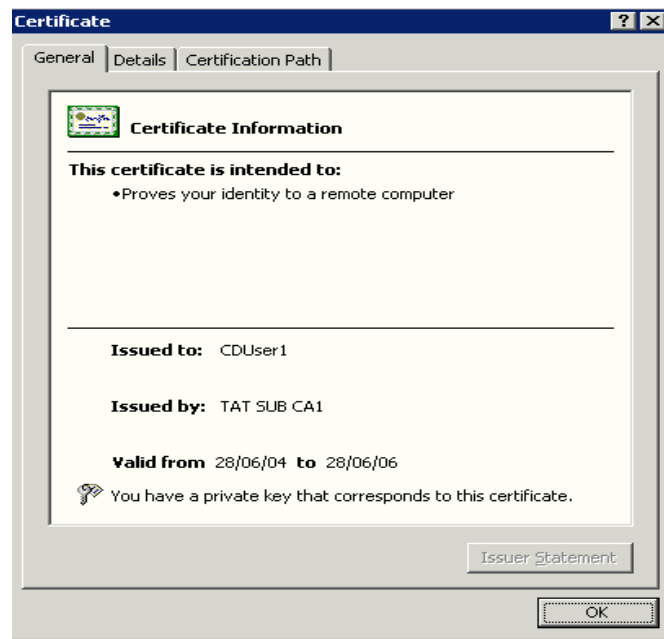 Certificate
General Details Certification Path
Certificate Information
This certificate is intended to:
•Proves your identity to a remote computer
Issued to: CDUser1
Issued by: TAT SUB CA1
Valid from 28/06/04 to 28/06/06
You have a private key that corresponds to this certificate.
Issuer Statement
OK